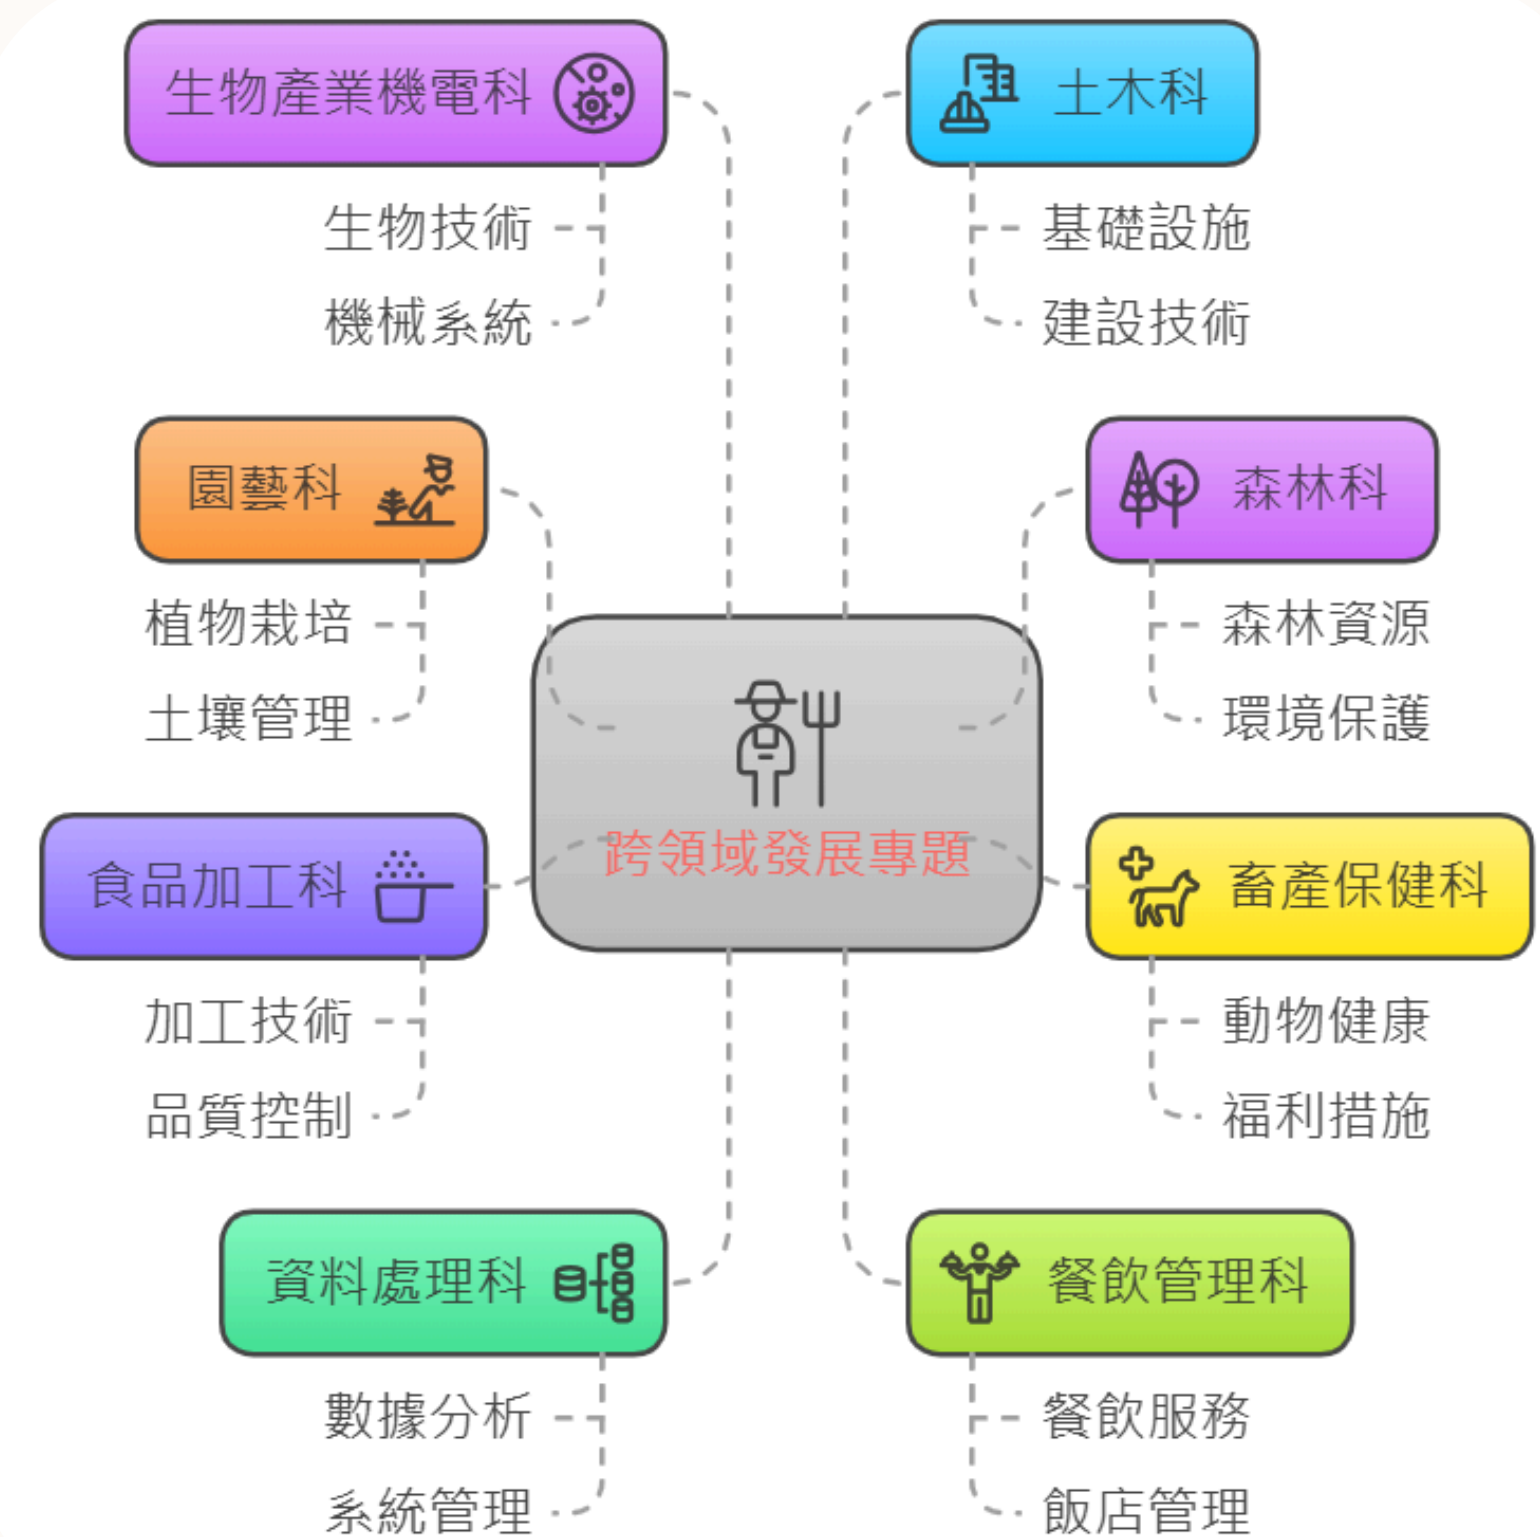 生物產業機電科
生物技術
機械系統
土木科
基礎設施
建設技術
園藝科
植物栽培
土壤管理
森林科
森林資源
環境保護
跨領域發展專題
食品加工科
加工技術
品質控制
畜產保健科
動物健康
福利措施
資料處理科
數據分析
系統管理
餐飲管理科
餐飲服務
飯店管理